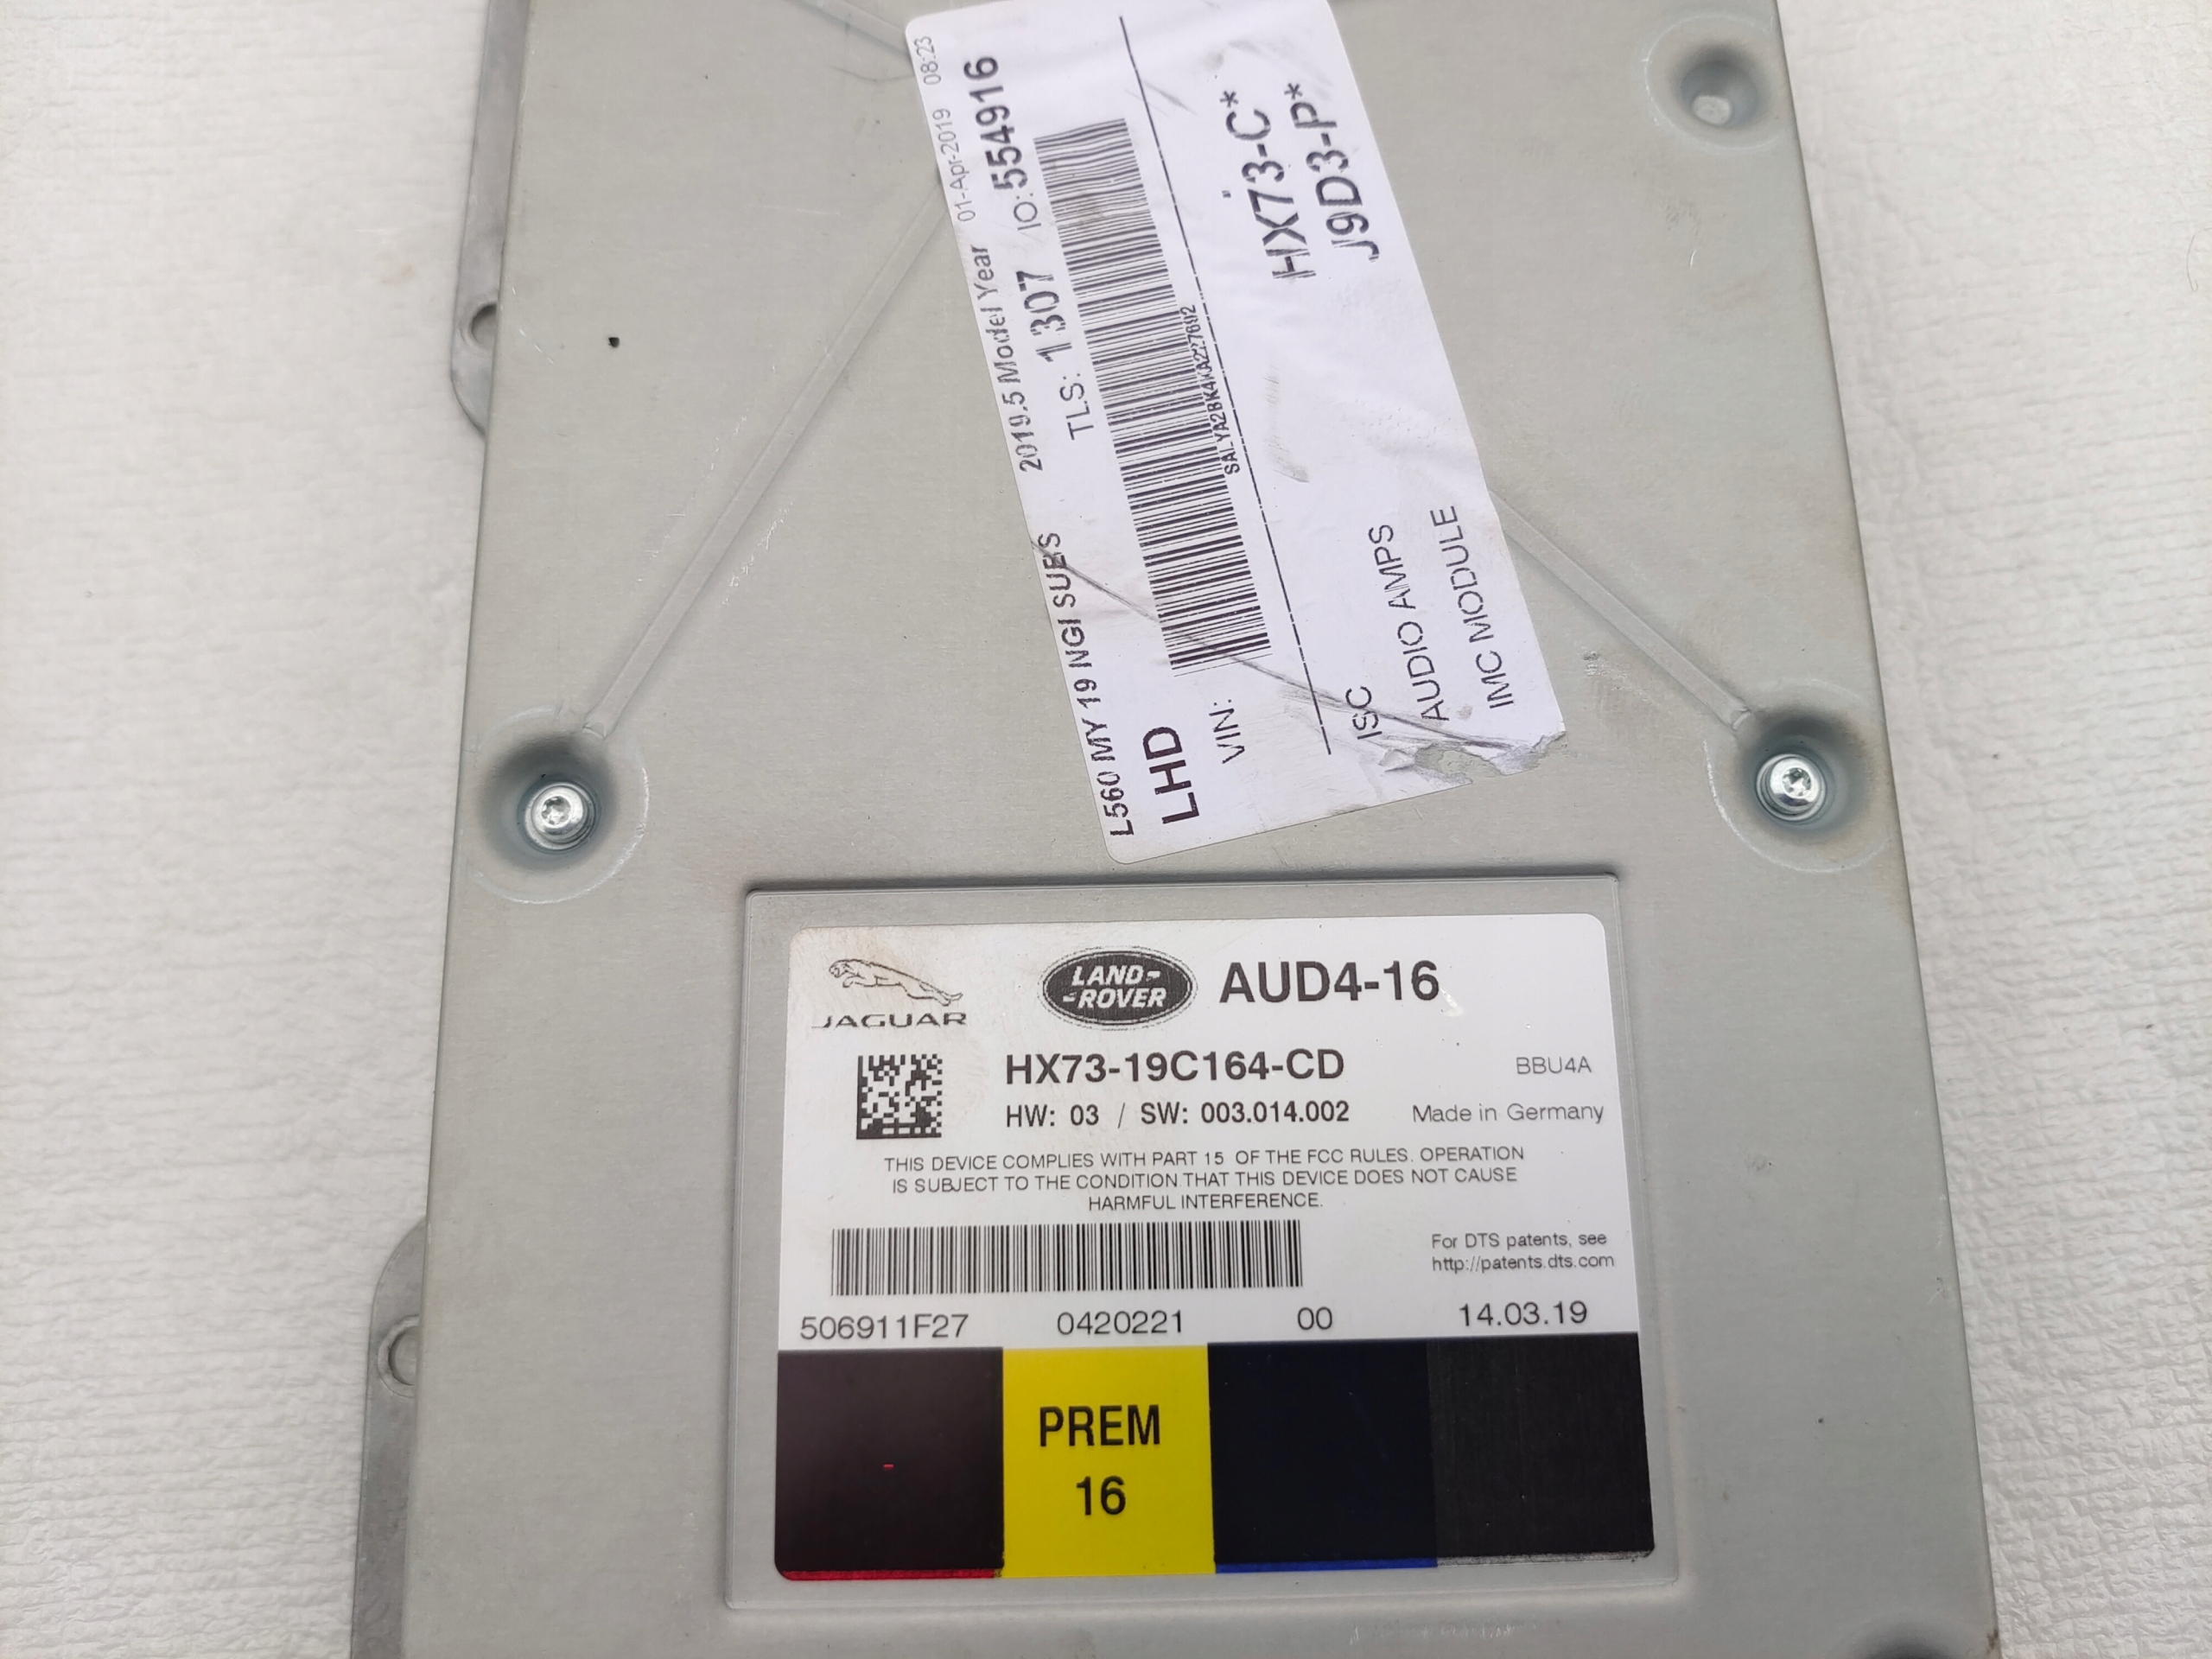 L560 MY 19 NGI SUBS 2019.5 Model Year 01-Apr-2019 08:23
LHD TLS: 1307 IO: 554916
VIN:
ISC HX73-C*
AUDIO AMPS J9D3-P*
IMC MODULE
JAGUAR
LAND-
-ROVER
AUD4-16
HX73-19C164-CD BBU4A
HW: 03 / SW: 003.014.002 Made in Germany
THIS DEVICE COMPLIES WITH PART 15 OF THE FCC RULES. OPERATION
IS SUBJECT TO THE CONDITION THAT THIS DEVICE DOES NOT CAUSE
HARMFUL INTERFERENCE.
For DTS patents, see
http://patents.dts.com
506911F27 0420221 00 14.03.19
PREM
16